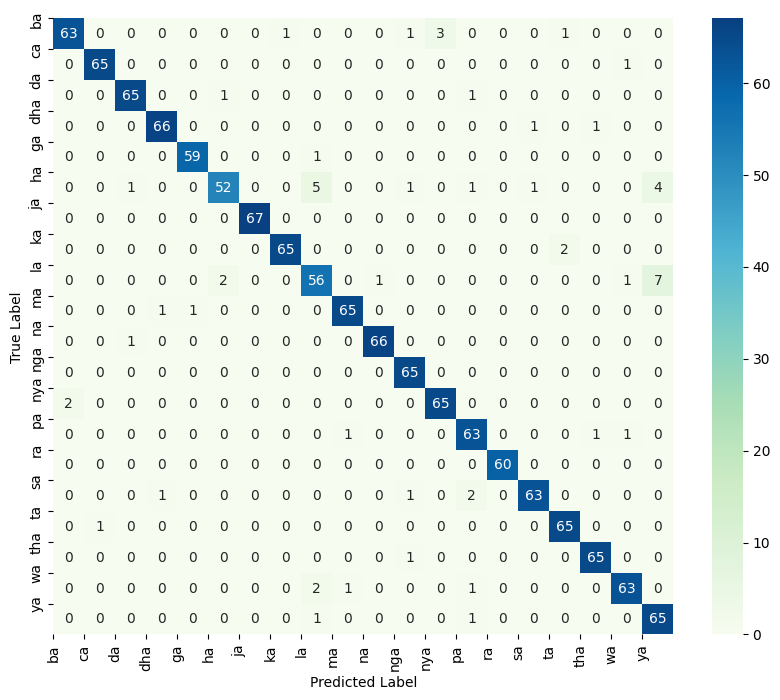 ba 63 0 0 0 0 0 0 1 0 0 0 1 3 0 0 0 1 0 0 0
ca 0 65 0 0 0 0 0 0 0 0 0 0 0 0 0 0 0 0 1 0
da 0 0 65 0 0 1 0 0 0 0 0 0 0 1 0 0 0 0 0 0
dha 0 0 0 66 0 0 0 0 0 0 0 0 0 0 0 1 0 1 0 0
ga 0 0 0 0 59 0 0 0 1 0 0 0 0 0 0 0 0 0 0 0
ha 0 0 1 0 0 52 0 0 5 0 0 1 0 1 0 1 0 0 0 4
ja 0 0 0 0 0 0 67 0 0 0 0 0 0 0 0 0 0 0 0 0
ka 0 0 0 0 0 0 0 65 0 0 0 0 0 0 0 0 2 0 0 0
la 0 0 0 0 0 2 0 0 56 0 1 0 0 0 0 0 0 0 1 7
ma 0 0 0 1 1 0 0 0 0 65 0 0 0 0 0 0 0 0 0 0
na 0 0 1 0 0 0 0 0 0 0 66 0 0 0 0 0 0 0 0 0
nga 0 0 0 0 0 0 0 0 0 0 0 65 0 0 0 0 0 0 0 0
nya 2 0 0 0 0 0 0 0 0 0 0 0 65 0 0 0 0 0 0 0
pa 0 0 0 0 0 0 0 0 0 1 0 0 0 63 0 0 0 1 1 0
ra 0 0 0 0 0 0 0 0 0 0 0 0 0 0 60 0 0 0 0 0
sa 0 0 0 1 0 0 0 0 0 0 0 1 0 2 0 63 0 0 0 0
ta 0 1 0 0 0 0 0 0 0 0 0 0 0 0 0 0 65 0 0 0
tha 0 0 0 0 0 0 0 0 0 0 0 1 0 0 0 0 0 65 0 0
wa 0 0 0 0 0 0 0 0 2 1 0 0 0 1 0 0 0 0 63 0
ya 0 0 0 0 0 0 0 0 1 0 0 0 0 1 0 0 0 0 0 65
True Label
ba ca da dha ga ha ja ka la ma na nga nya pa ra sa ta tha wa ya
Predicted Label
60
50
40
30
20
10
0